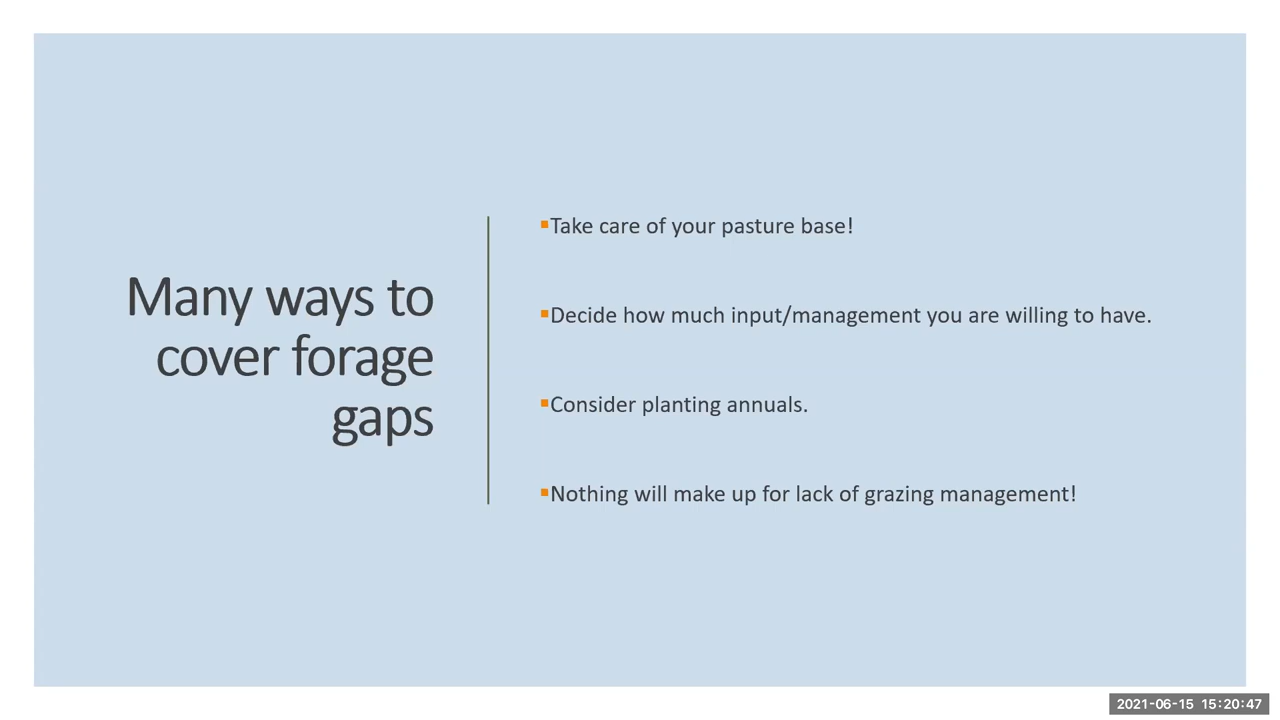 Many ways to
cover forage
gaps
▪Take care of your pasture base!
▪Decide how much input/management you are willing to have.
▪Consider planting annuals.
▪Nothing will make up for lack of grazing management!
2021-06-15 15:20:47